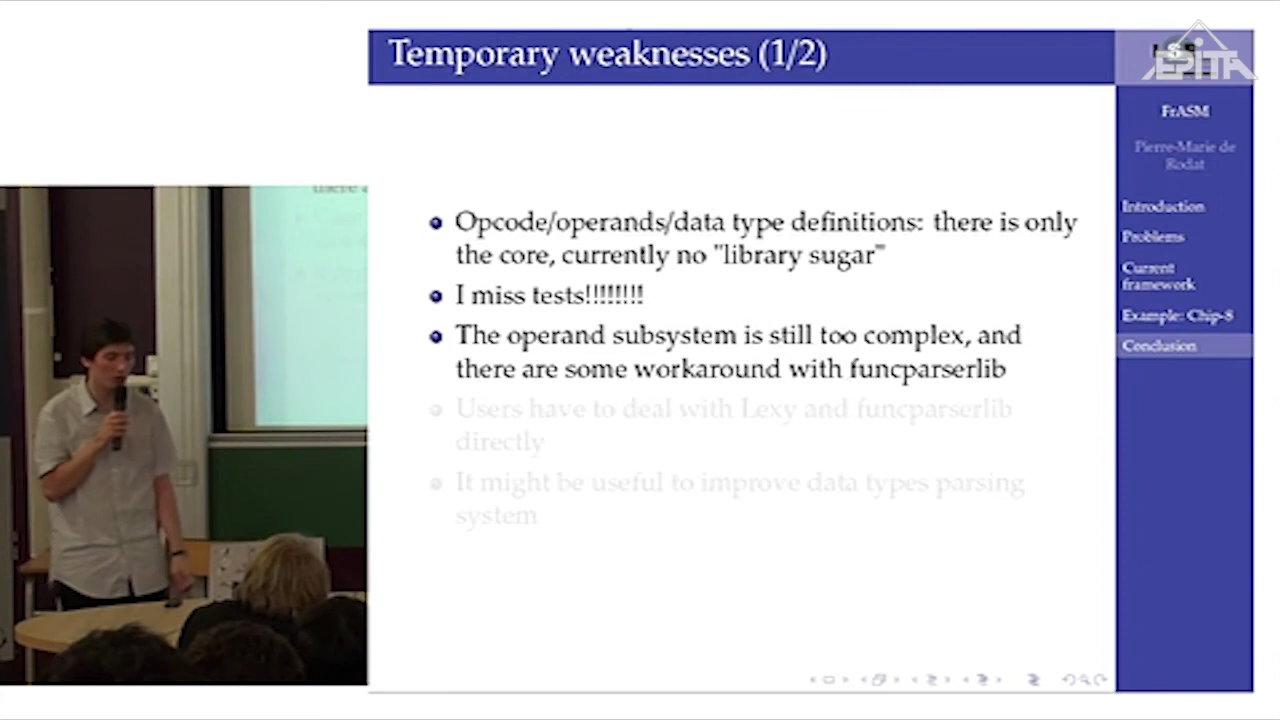 Temporary weaknesses (1/2)
EPITA
FrASM
Pierre-Marie de
Rodat
Introduction
Problems
Current
framework
Example: Chip-8
Conclusion
Opcode/operands/data type definitions: there is only
the core, currently no "library sugar"
I miss tests!!!!!!!!
The operand subsystem is still too complex, and
there are some workaround with funcparserlib
Users have to deal with Lexy and funcparserlib
directly
It might be useful to improve data types parsing
system